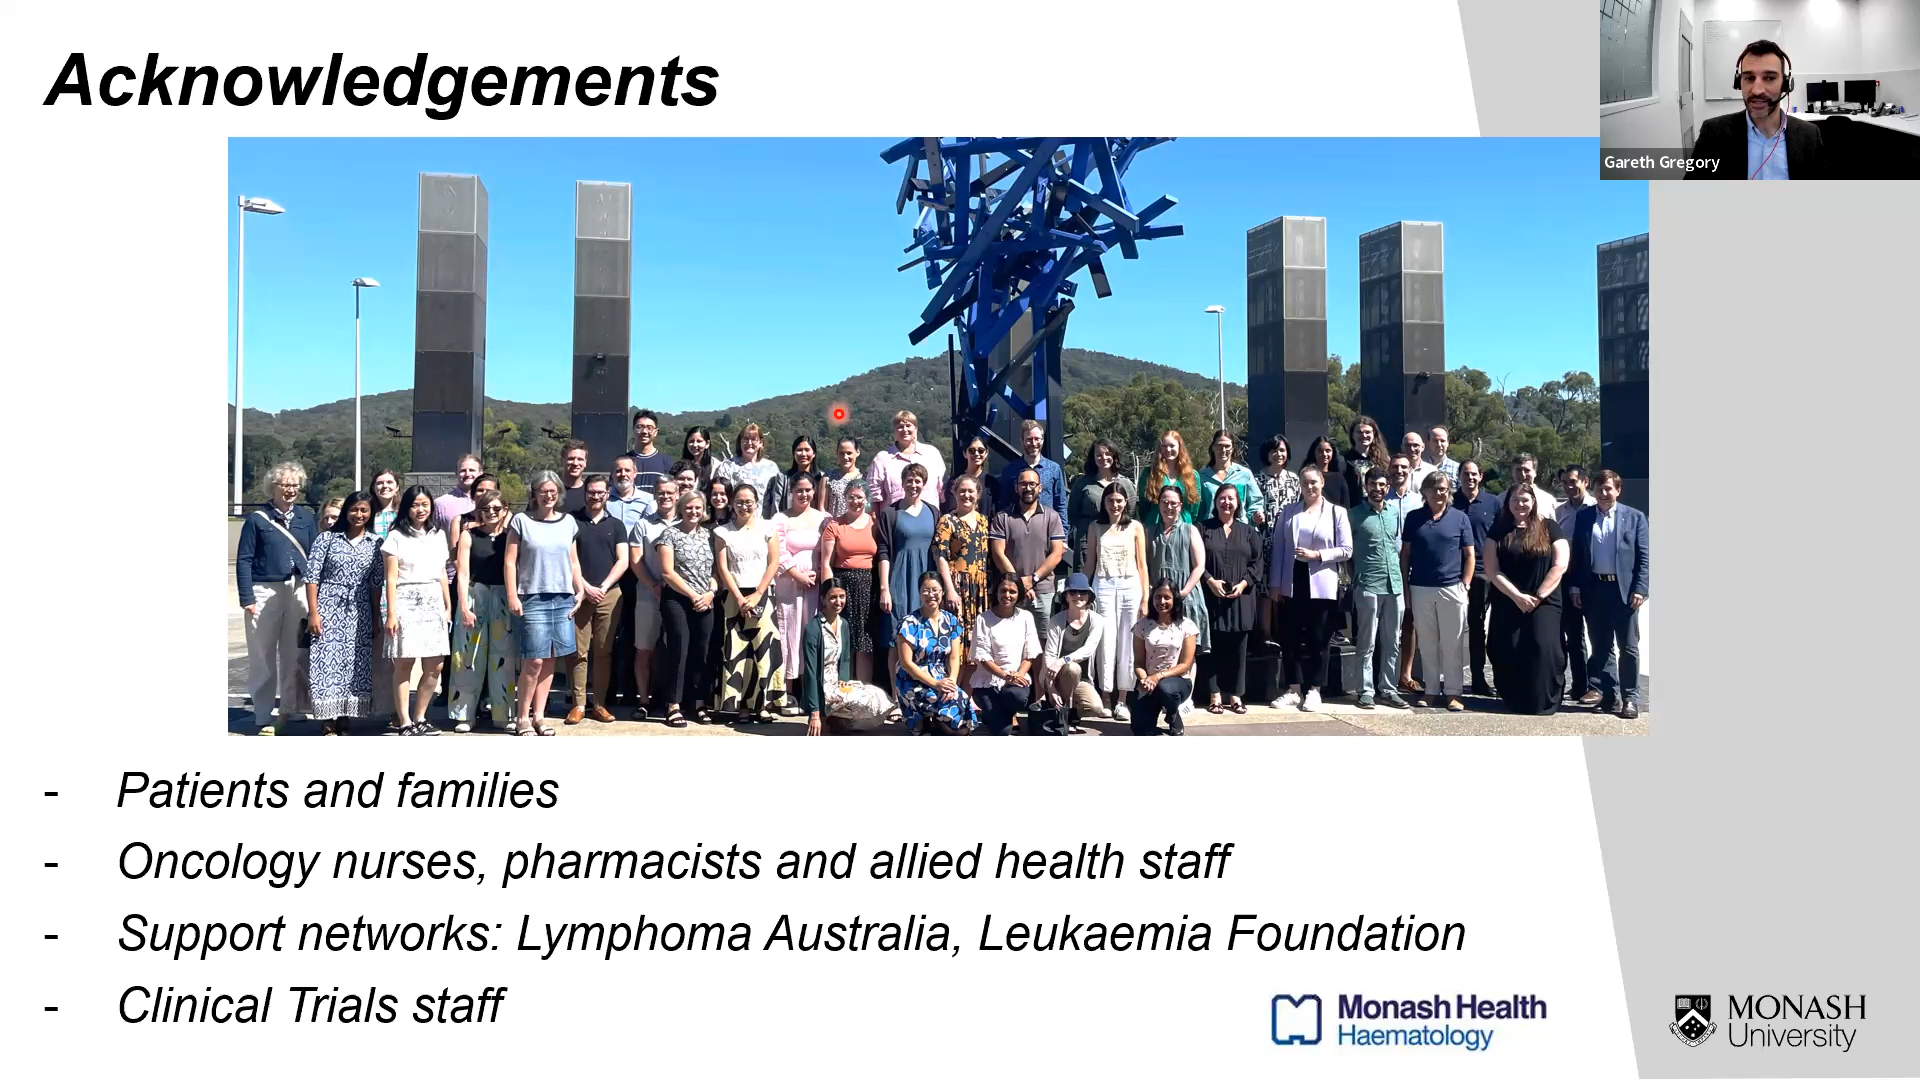 Acknowledgements
Gareth Gregory
- Patients and families
- Oncology nurses, pharmacists and allied health staff
- Support networks: Lymphoma Australia, Leukaemia Foundation
- Clinical Trials staff
Monash Health
Haematology
MONASH
University